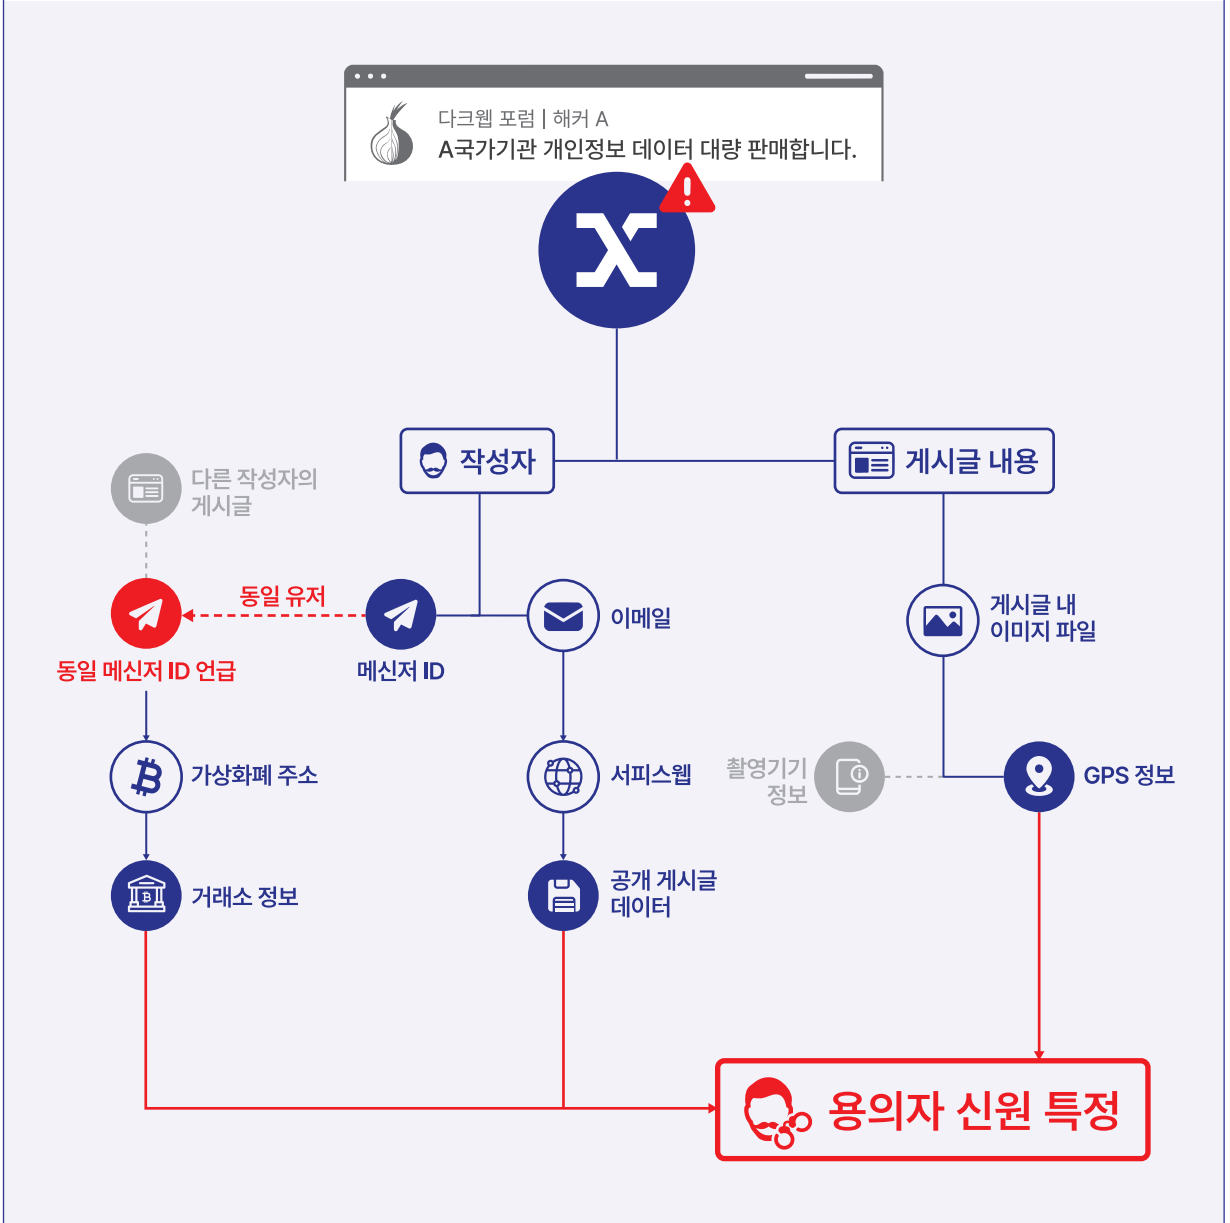 다크웹 포럼 | 해커 A
A국가기관 개인정보 데이터 대량 판매합니다.
작성자
게시글 내용
다른 작성자의
게시글
동일 유저
동일 메신저 ID 언급
메신저 ID
이메일
게시글 내
이미지 파일
가상화폐 주소
서피스웹
촬영기기
정보
GPS 정보
거래소 정보
공개 게시글
데이터
용의자 신원 특정